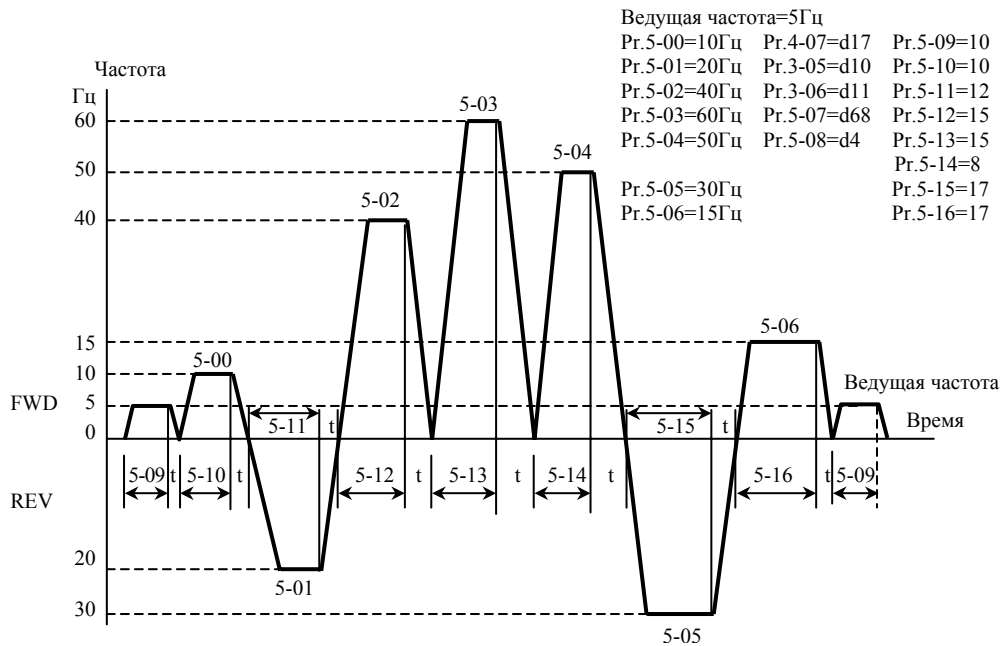 Ведущая частота=5Гц
Pr.5-00=10Гц Pr.4-07=d17 Pr.5-09=10
Pr.5-01=20Гц Pr.3-05=d10 Pr.5-10=10
Pr.5-02=40Гц Pr.3-06=d11 Pr.5-11=12
Pr.5-03=60Гц Pr.5-07=d68 Pr.5-12=15
Pr.5-04=50Гц Pr.5-08=d4 Pr.5-13=15
Pr.5-14=8
Pr.5-05=30Гц Pr.5-15=17
Pr.5-06=15Гц Pr.5-16=17
Частота
Гц
60
5-03
50
5-04
40
5-02
15
5-06
10
5-00
Ведущая частота
FWD 5
0
5-11 t
5-15 t
Время
5-09 t 5-10 t 5-12 t 5-13 t 5-14 t 5-16 t 5-09
REV
20
5-01
30
5-05